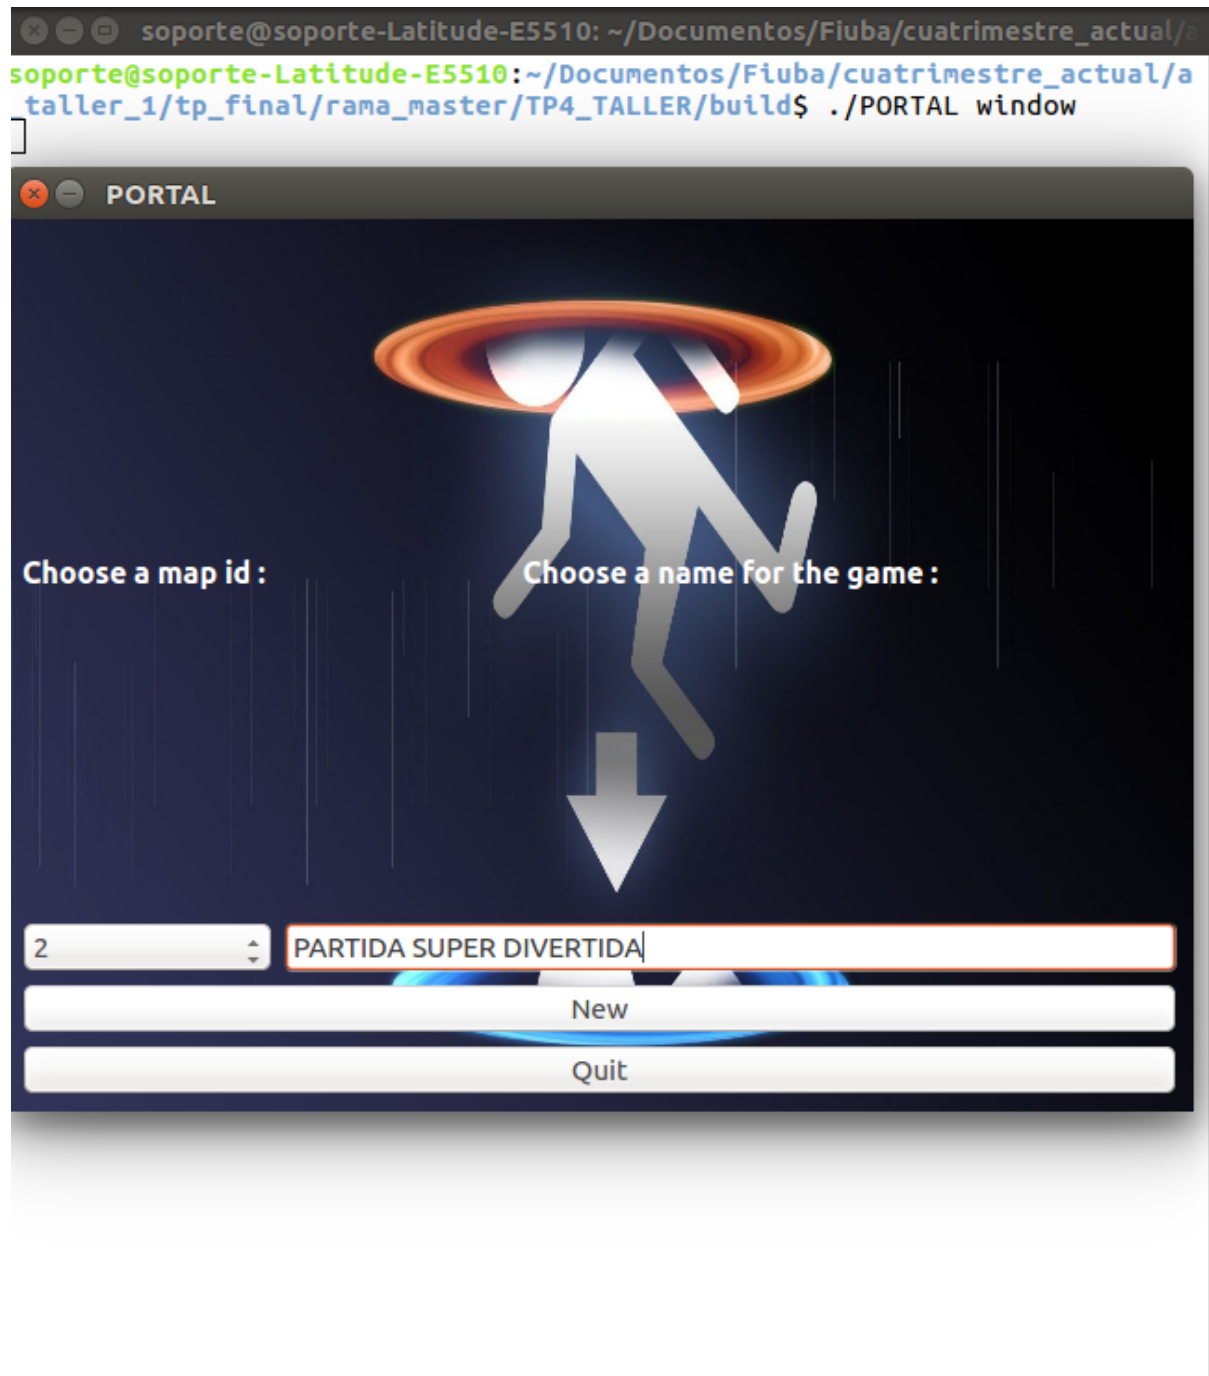 soporte@soporte-Latitude-E5510: ~/Documentos/Fiuba/cuatrimestre_actual/a
soporte@soporte-Latitude-E5510:~/Documentos/Fiuba/cuatrimestre_actual/a
_taller_1/tp_final/rama_master/TP4_TALLER/build$ ./PORTAL window
PORTAL
Choose a map id : Choose a name for the game :
2 PARTIDA SUPER DIVERTIDA
New
Quit